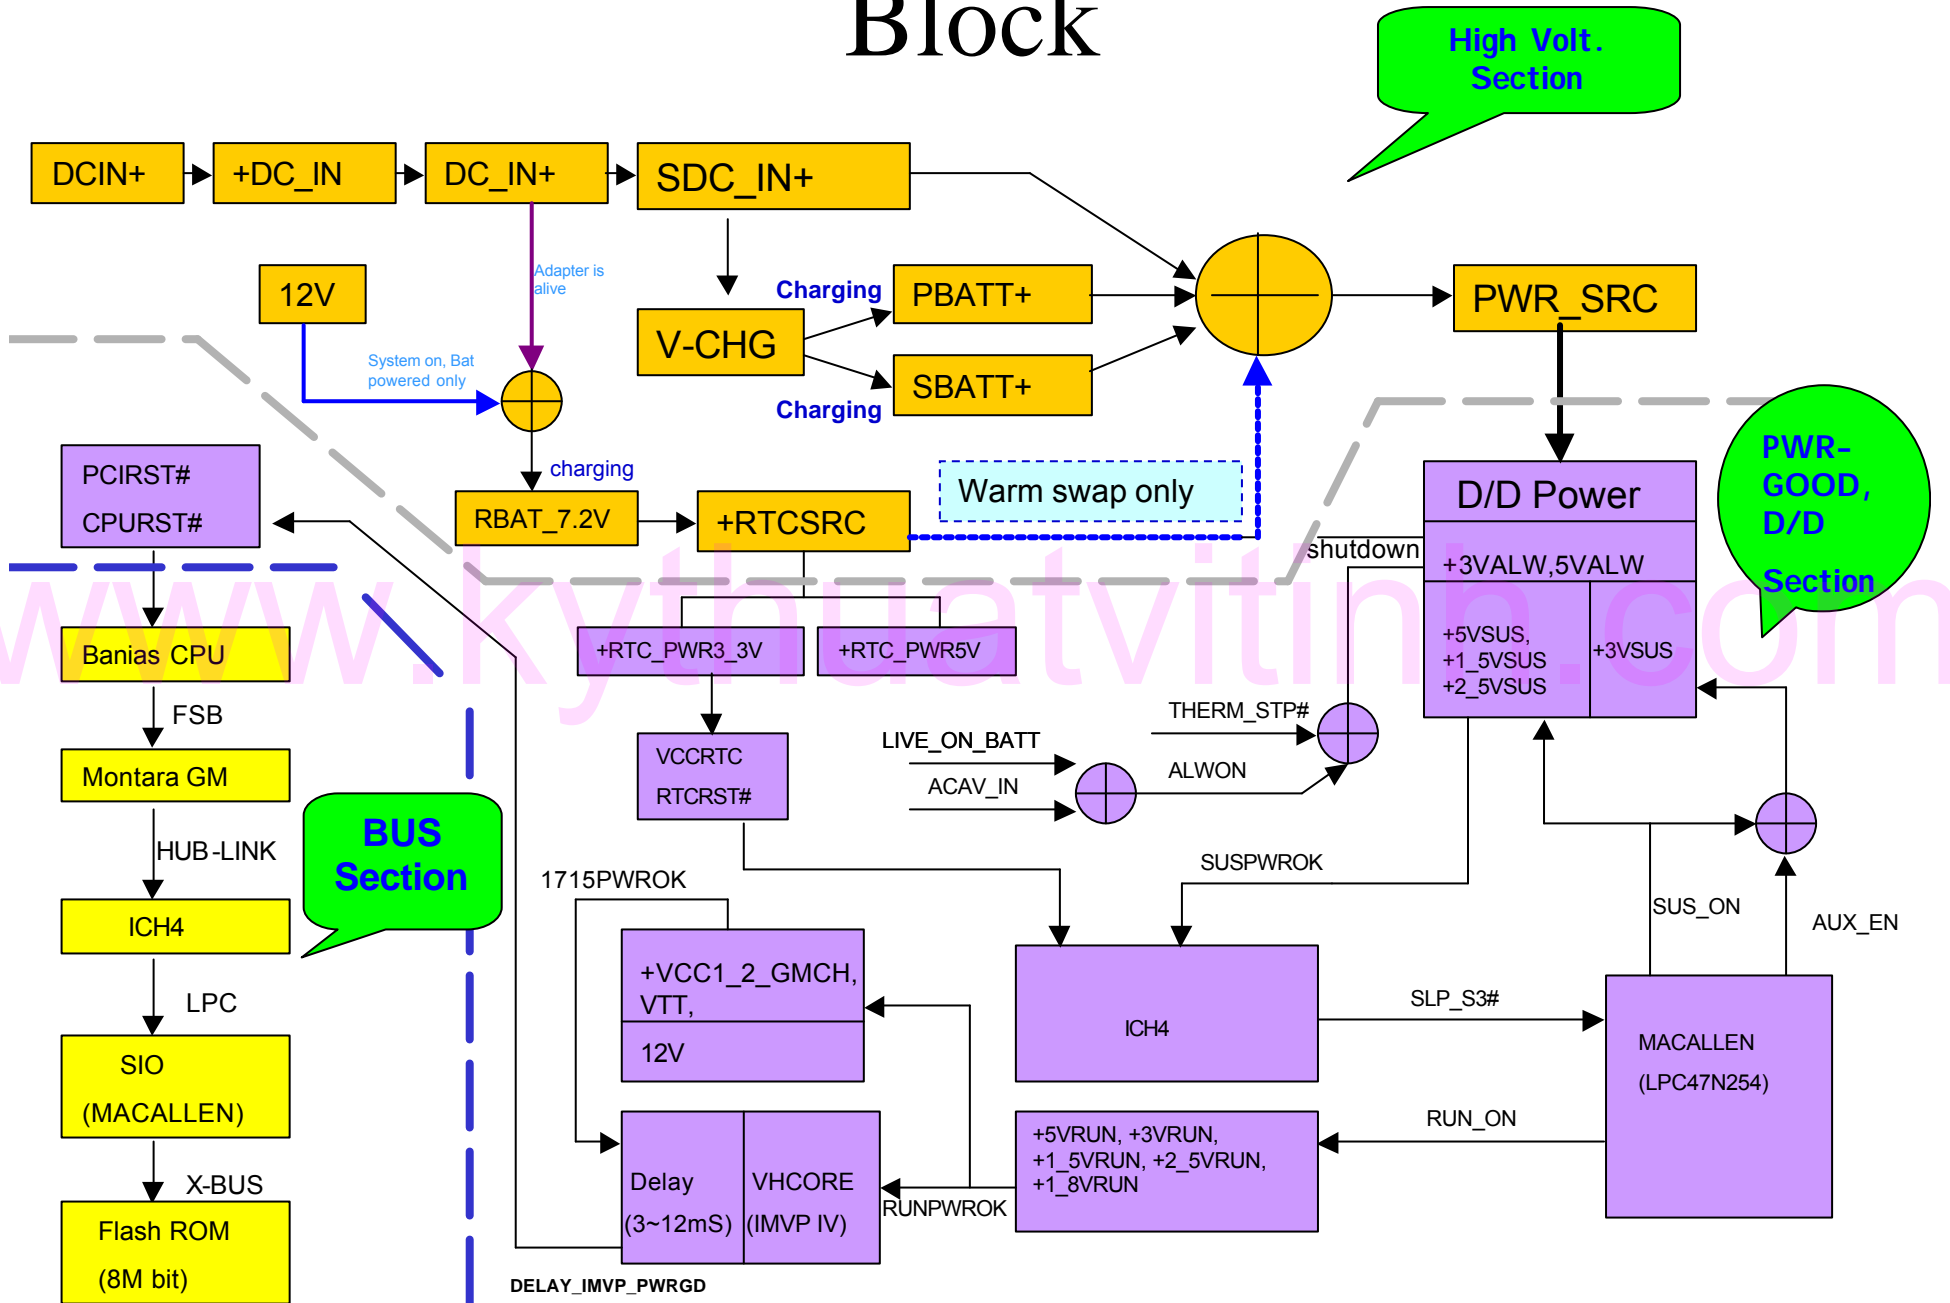 Block
High Volt.
Section
DCIN+
+DC_IN
DC_IN+
SDC_IN+
Adapter is
alive
12V
Charging
PBATT+
PWR_SRC
V-CHG
System on, Bat
powered only
SBATT+
Charging
PWR-
GOOD,
D/D
Section
PCIRST#
CPURST#
charging
RBAT_7.2V
+RTCSRC
Warm swap only
D/D Power
shutdown
+3VALW,5VALW
+5VSUS,
+1_5VSUS
+2_5VSUS
+3VSUS
www.kythuatvitinh.com
Banias CPU
+RTC_PWR3_3V
+RTC_PWR5V
FSB
THERM_STP#
LIVE_ON_BATT
ACAV_IN
ALWON
VCCRTC
RTCRST#
Montara GM
BUS
Section
HUB-LINK
1715PWROK
SUSPWROK
SUS_ON
AUX_EN
ICH4
+VCC1_2_GMCH,
VTT,
12V
LPC
ICH4
SLP_S3#
MACALLEN
(LPC47N254)
SIO
(MACALLEN)
RUN_ON
+5VRUN, +3VRUN,
+1_5VRUN, +2_5VRUN,
+1_8VRUN
Delay
(3~12mS)
VHCORE
(IMVP IV)
RUNPWROK
X-BUS
Flash ROM
(8M bit)
DELAY_IMVP_PWRGD